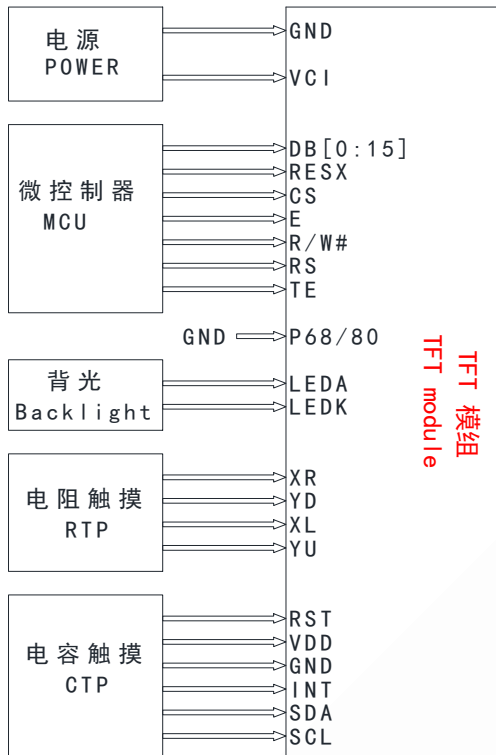 电源
POWER
GND
VCI
微控制器
MCU
DB[0:15]
RESX
CS
E
R/W#
RS
TE
GND
P68/80
背光
Backlight
LEDA
LEDK
电阻触摸
RTP
XR
YD
XL
YU
电容触摸
CTP
RST
VDD
GND
INT
SDA
SCL
TFT 模组
TFT module